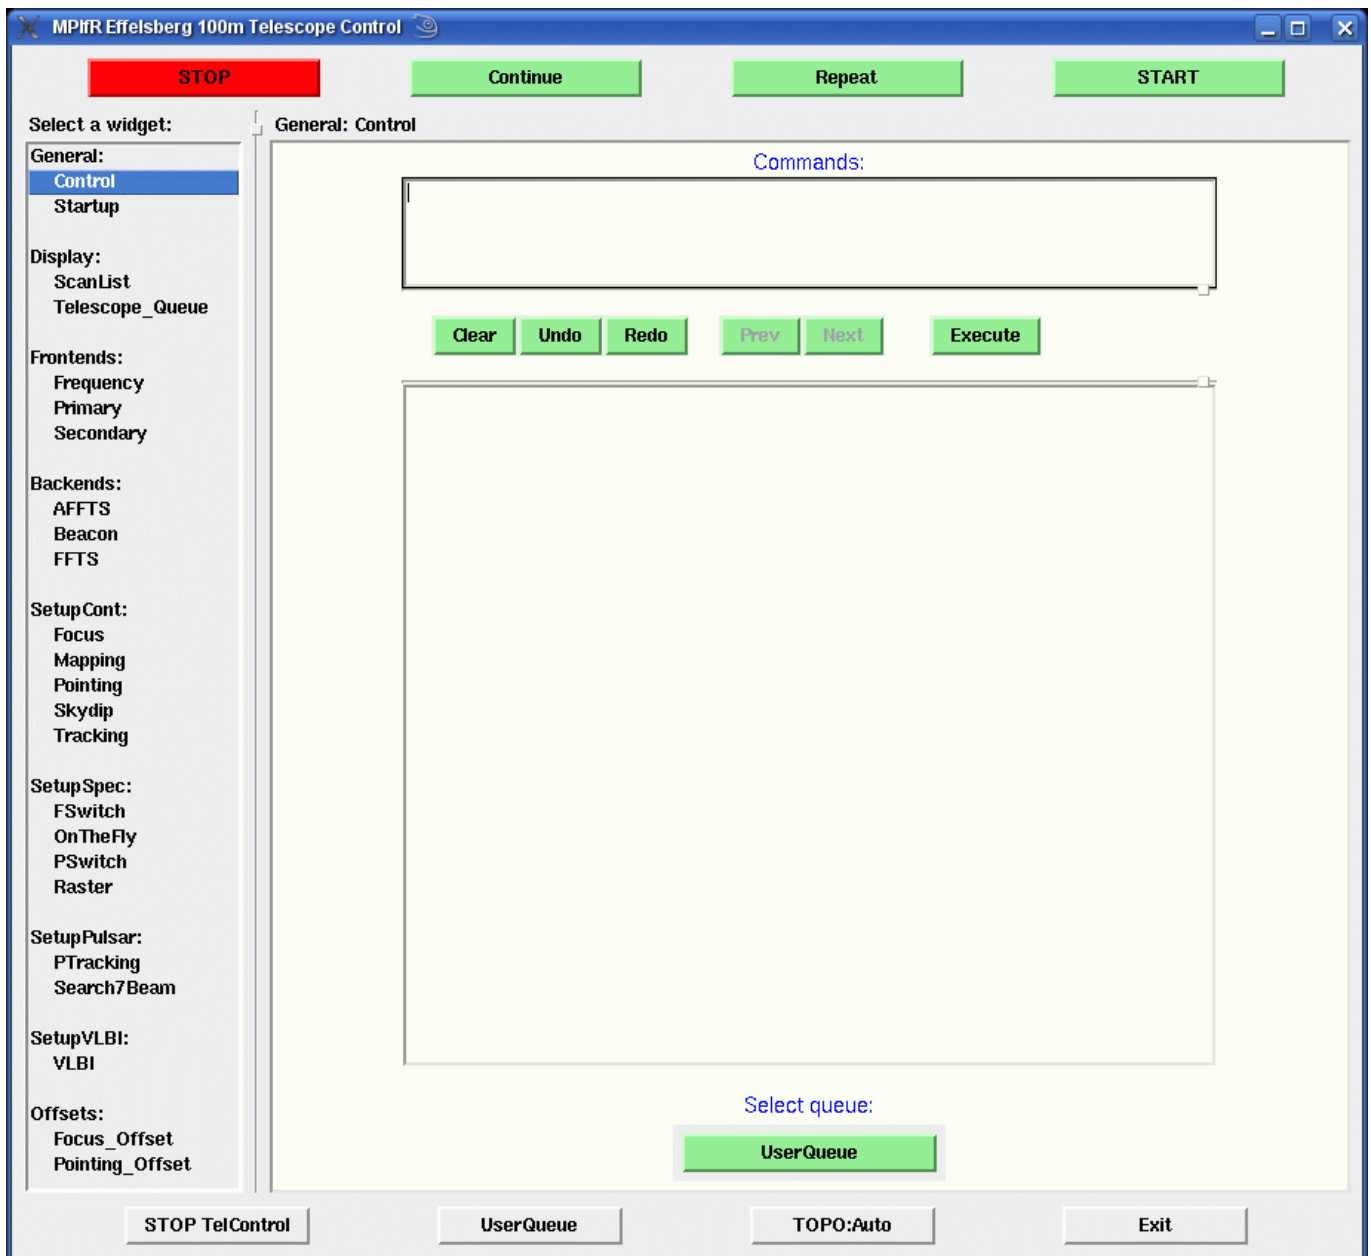 MPIfR Effelsberg 100m Telescope Control
STOP Continue Repeat START
Select a widget:
General: Control
General:
Control
Startup
Display:
ScanList
Telescope_Queue
Frontends:
Frequency
Primary
Secondary
Backends:
AFFTS
Beacon
FFTS
SetupCont:
Focus
Mapping
Pointing
Skydip
Tracking
SetupSpec:
FSwitch
OnTheFly
PSwitch
Raster
SetupPulsar:
PTracking
Search7Beam
SetupVLBI:
VLBI
Offsets:
Focus_Offset
Pointing_Offset
Commands:
Clear Undo Redo Prev Next Execute
Select queue:
UserQueue
STOP TelControl UserQueue TOPO:Auto Exit